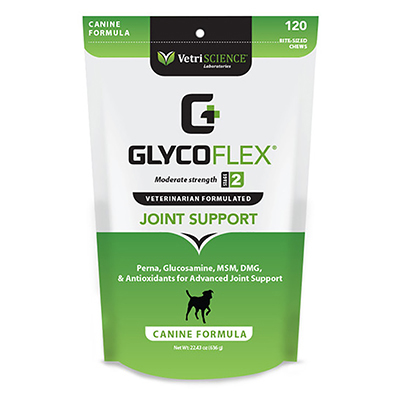 CANINE
FORMULA
120
BITE-SIZED
CHEWS
VetriSCIENCE
Laboratories
G+
GLYCOFLEX®
Moderate strength STAGE 2
VETERINARIAN FORMULATED
JOINT SUPPORT
Perna, Glucosamine, MSM, DMG,
& Antioxidants for Advanced Joint Support
CANINE FORMULA
Net Wt: 22.43 oz (636 g)